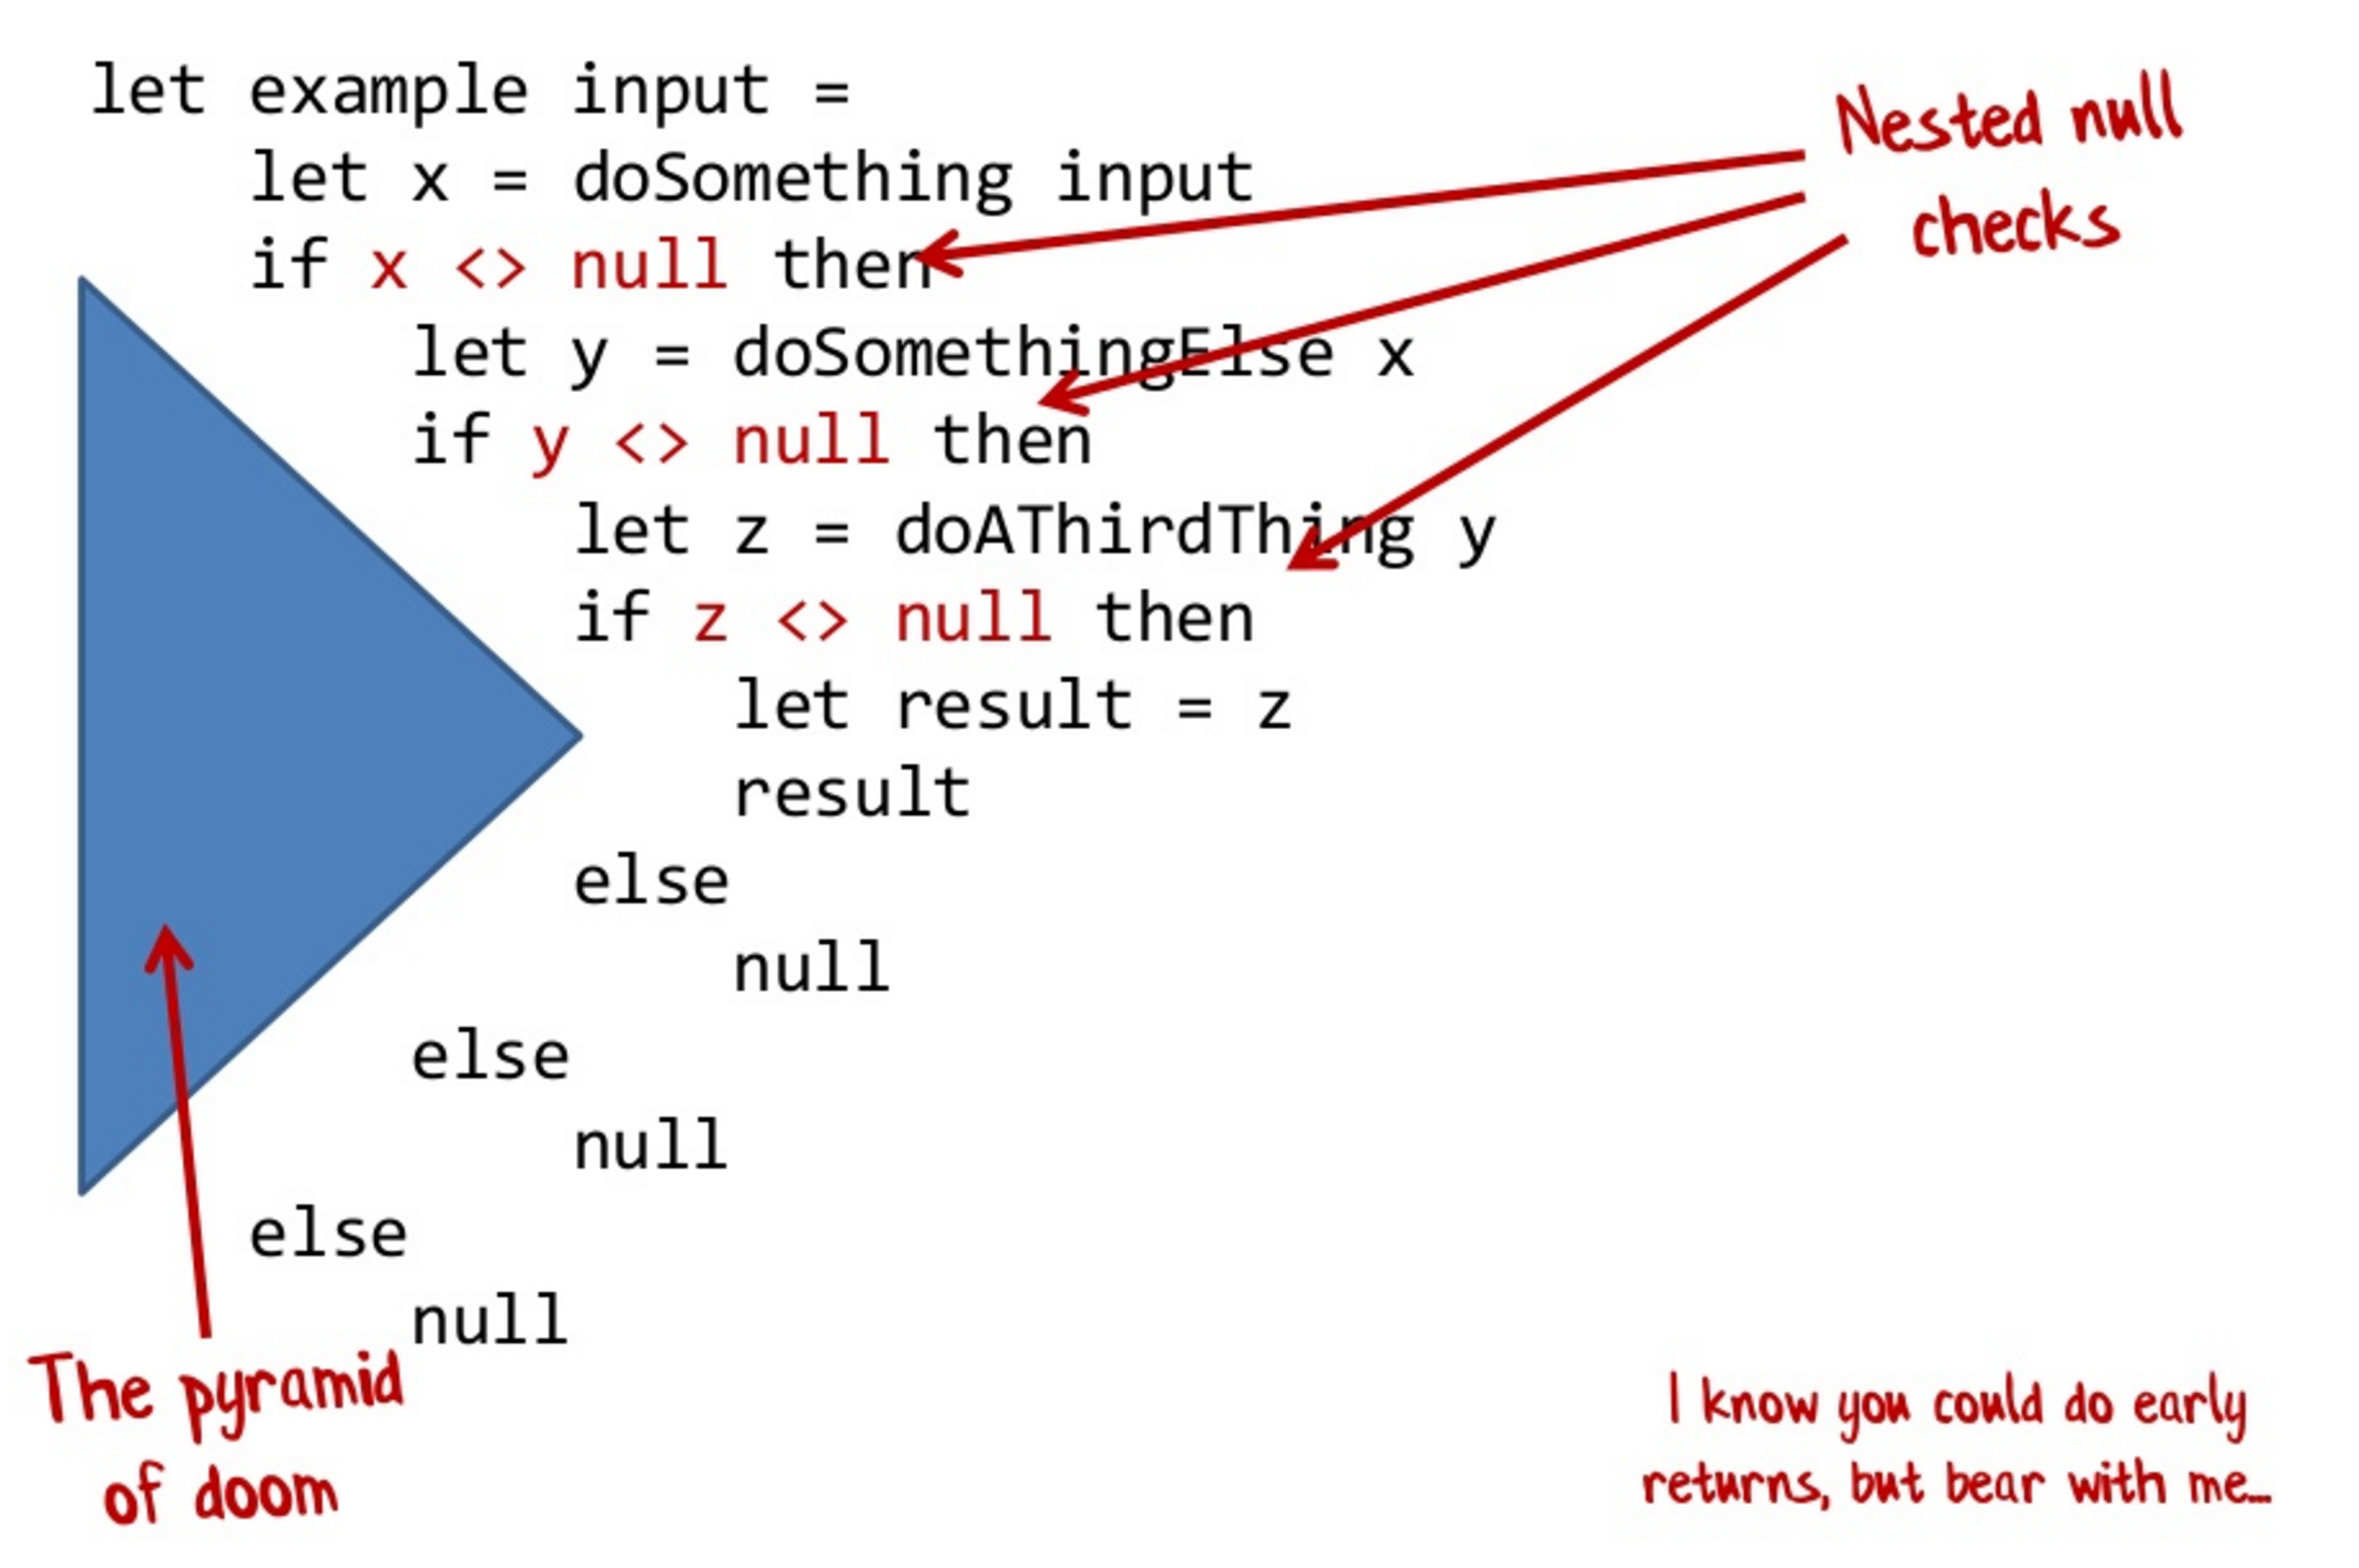 let example input =
    let x = doSomething input
    if x <> null then
        let y = doSomethingElse x
        if y <> null then
            let z = doAThirdThing y
            if z <> null then
                let result = z
                result
            else
                null
        else
            null
    else
        null
Nested null
checks
The pyramid
of doom
I know you could do early
returns, but bear with me...